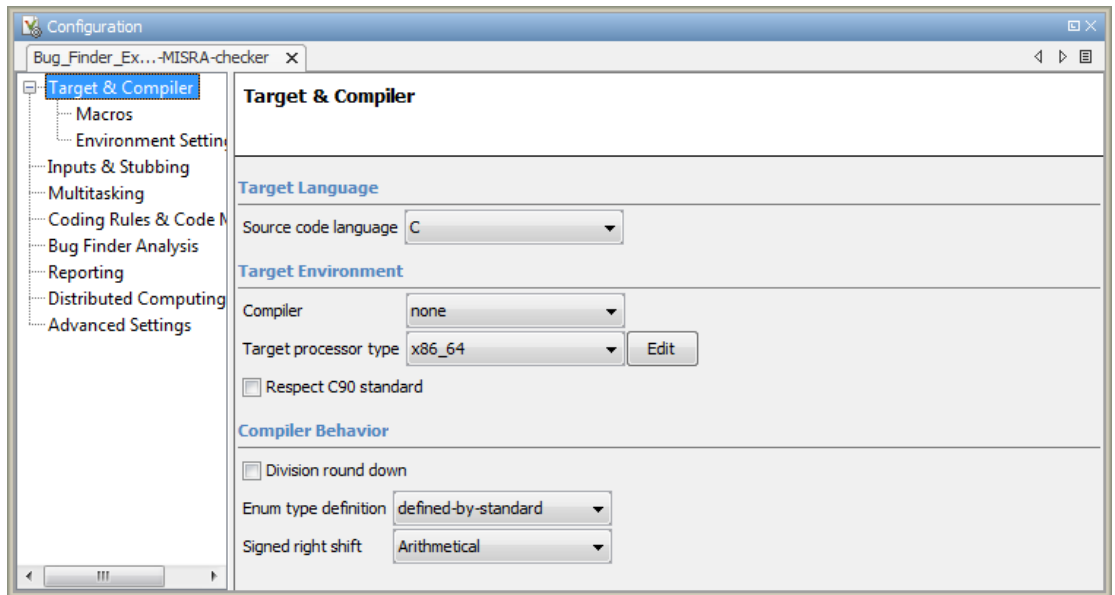 Configuration
Bug_Finder_Ex...-MISRA-checker
Target & Compiler
Macros
Environment Settin
Inputs & Stubbing
Multitasking
Coding Rules & Code M
Bug Finder Analysis
Reporting
Distributed Computing
Advanced Settings
Target & Compiler
Target Language
Source code language C
Target Environment
Compiler none
Target processor type x86_64 Edit
Respect C90 standard
Compiler Behavior
Division round down
Enum type definition defined-by-standard
Signed right shift Arithmetical